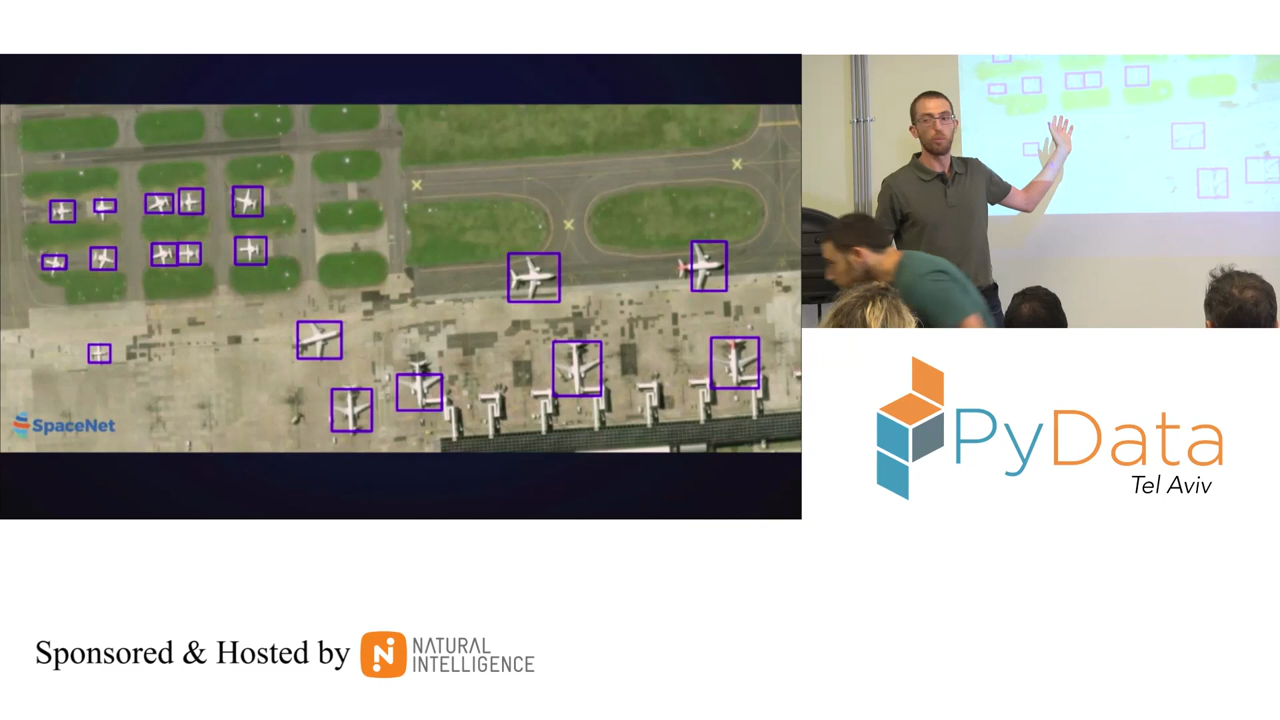 SpaceNet
PyData
Tel Aviv
Sponsored & Hosted by
NATURAL
INTELLIGENCE